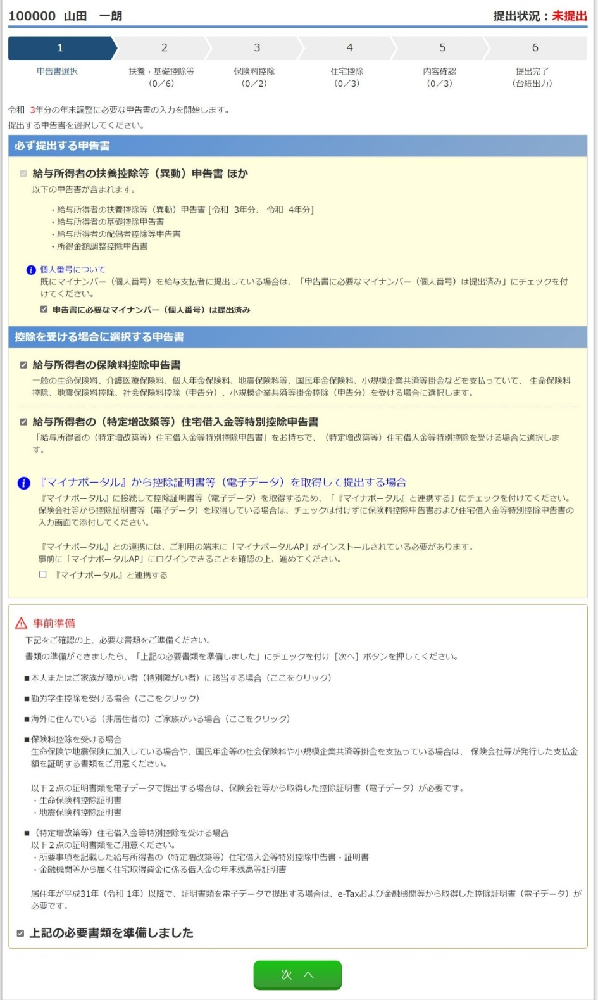 100000 山田　一朗
提出状況：未提出
1
2
3
4
5
6
申告書選択
扶養・基礎控除等
（0／6）
保険料控除
（0／2）
住宅控除
（0／3）
内容確認
（0／3）
提出完了
（台紙出力）
令和 3年分の年末調整に必要な申告書の入力を開始します。
提出する申告書を選択してください。
必ず提出する申告書
給与所得者の扶養控除等（異動）申告書 ほか
以下の申告書が含まれます。
・給与所得者の扶養控除等（異動）申告書 [令和 3年分、 令和 4年分]
・給与所得者の基礎控除申告書
・給与所得者の配偶者控除等申告書
・所得金額調整控除申告書
個人番号について
既にマイナンバー（個人番号）を給与支払者に提出している場合は、「申告書に必要なマイナンバー（個人番号）は提出済み」にチェックを付
けてください。
申告書に必要なマイナンバー（個人番号）は提出済み
控除を受ける場合に選択する申告書
給与所得者の保険料控除申告書
一般の生命保険料、介護医療保険料、個人年金保険料、地震保険料等、国民年金保険料、小規模企業共済等掛金などを支払っていて、 生命保険料
控除、地震保険料控除、社会保険料控除（申告分）、小規模企業共済等掛金控除（申告分）を受ける場合に選択します。
給与所得者の（特定増改築等）住宅借入金等特別控除申告書
「給与所得者の（特定増改築等）住宅借入金等特別控除申告書」をお持ちで、（特定増改築等）住宅借入金等特別控除を受ける場合に選択しま
す。
『マイナポータル』から控除証明書等（電子データ）を取得して提出する場合
『マイナポータル』に接続して控除証明書等（電子データ）を取得するため、「『マイナポータル』と連携する」にチェックを付けてください。
保険会社等から控除証明書等（電子データ）を取得している場合は、チェックは付けずに保険料控除申告書および住宅借入金等特別控除申告書の
入力画面で添付してください。
『マイナポータル』との連携には、ご利用の端末に「マイナポータルAP」がインストールされている必要があります。
事前に「マイナポータルAP」にログインできることを確認の上、進めてください。
『マイナポータル』と連携する
事前準備
下記をご確認の上、必要な書類をご準備ください。
書類の準備ができましたら、「上記の必要書類を準備しました」にチェックを付け［次へ］ボタンを押してください。
■本人またはご家族が障がい者（特別障がい者）に該当する場合（ここをクリック）
■勤労学生控除を受ける場合（ここをクリック）
■海外に住んでいる（非居住者の）ご家族がいる場合（ここをクリック）
■保険料控除を受ける場合
生命保険や地震保険に加入している場合や、国民年金等の社会保険料や小規模企業共済等掛金を支払っている場合は、 保険会社等が発行した支払金
額を証明する書類をご用意ください。
以下２点の証明書類を電子データで提出する場合は、保険会社等から取得した控除証明書（電子データ）が必要です。
・生命保険料控除証明書
・地震保険料控除証明書
■（特定増改築等）住宅借入金等特別控除を受ける場合
以下２点の証明書類をご用意ください。
・所要事項を記載した給与所得者の（特定増改築等）住宅借入金等特別控除申告書・証明書
・金融機関等から届く住宅取得資金に係る借入金の年末残高等証明書
居住年が平成31年（令和 1年）以降で、証明書類を電子データで提出する場合は、e-Taxおよび金融機関等から取得した控除証明書（電子データ）が
必要です。
上記の必要書類を準備しました
次　へ